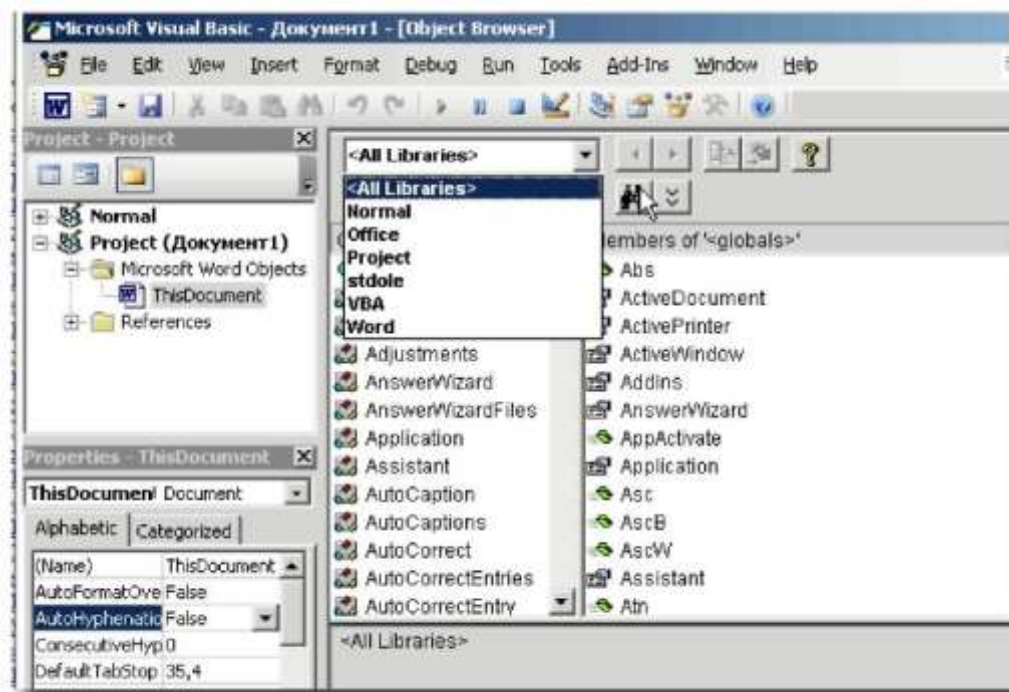 Microsoft Visual Basic - Документ1 - [Object Browser]
File Edit View Insert Format Debug Run Tools Add-Ins Window Help
Project - Project
Normal
Project (Документ1)
Microsoft Word Objects
ThisDocument
References
<All Libraries>
<All Libraries>
Normal
Office
Project
stdole
VBA
Word
Adjustments
AnswerWizard
AnswerWizardFiles
Application
Assistant
AutoCaption
AutoCaptions
AutoCorrect
AutoCorrectEntries
AutoCorrectEntry
embers of '<globals>'
Abs
ActiveDocument
ActivePrinter
ActiveWindow
AddIns
AnswerWizard
AppActivate
Application
Asc
AscB
AscW
Assistant
Atn
<All Libraries>
Properties - ThisDocument
ThisDocument Document
Alphabetic Categorized
(Name) ThisDocument
AutoFormatOve False
AutoHyphenatio False
ConsecutiveHyp 0
DefaultTabStop 35,4